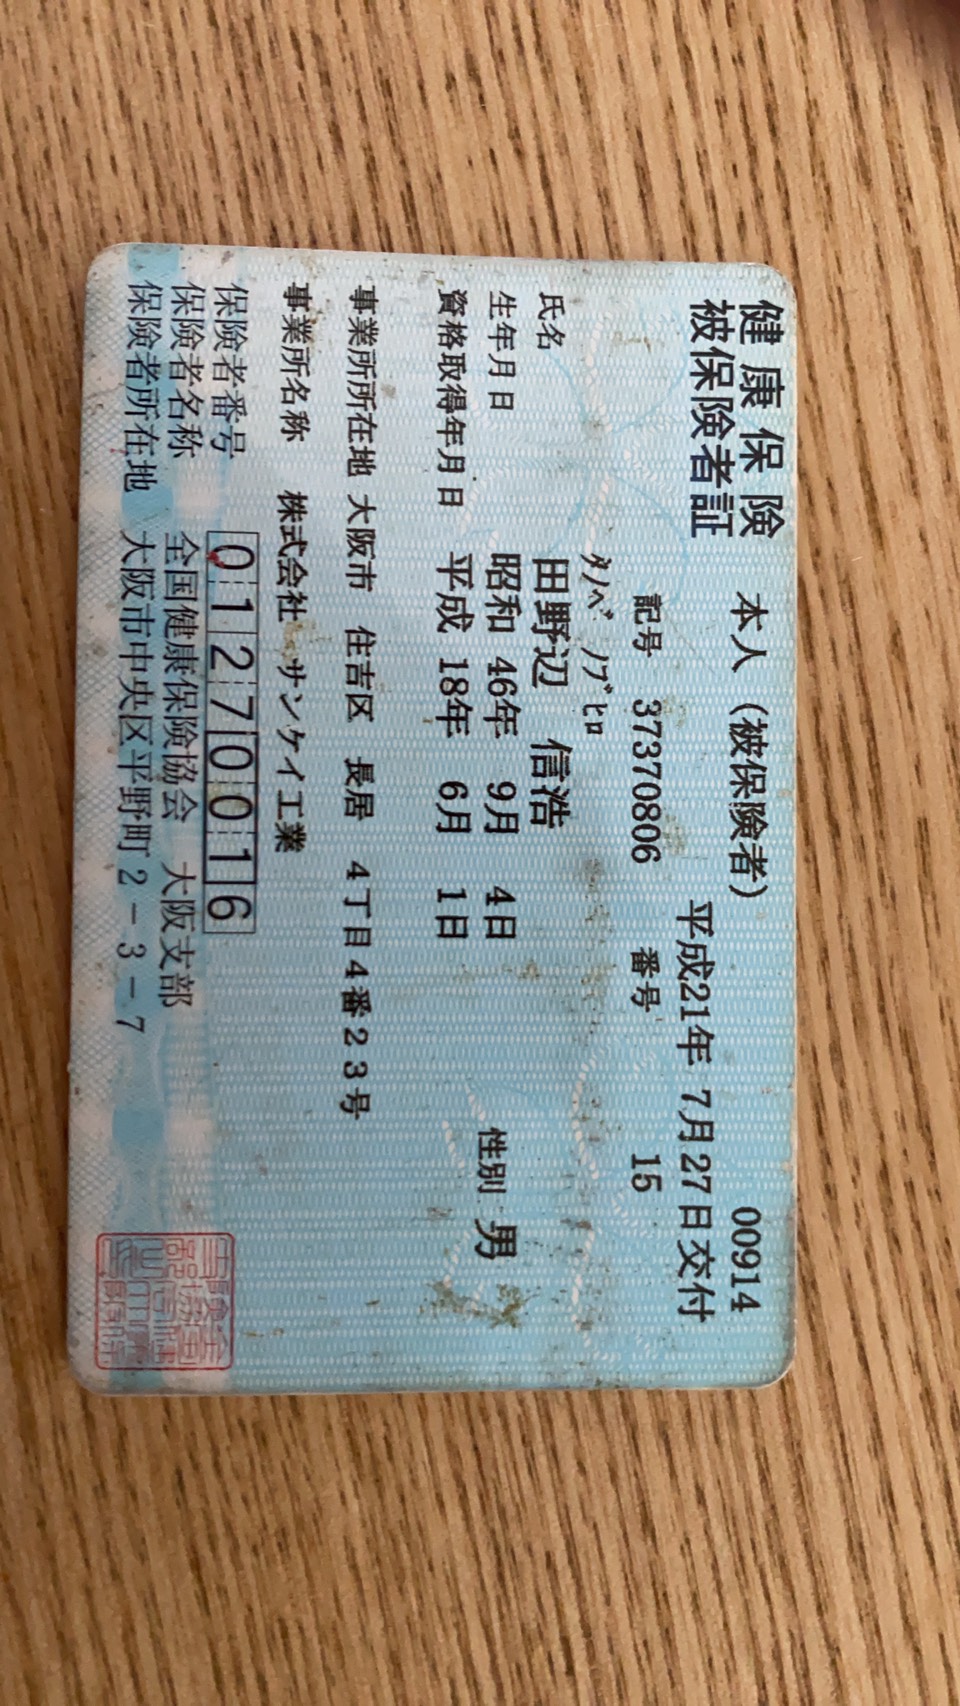 健康保険
被保険者証
本人（被保険者）
00914
平成21年 7月27日交付
記号 37370806 番号 15
ﾀﾉﾍﾞ ﾉﾌﾞﾋﾛ
氏名 田野辺 信浩
生年月日 昭和 46年 9月 4日 性別 男
資格取得年月日 平成 18年 6月 1日
事業所所在地 大阪市 住吉区 長居 4丁目4番23号
事業所名称 株式会社 サンケイ工業
保険者番号 01270016
保険者名称 全国健康保険協会 大阪支部
保険者所在地 大阪市中央区平野町2-3-7